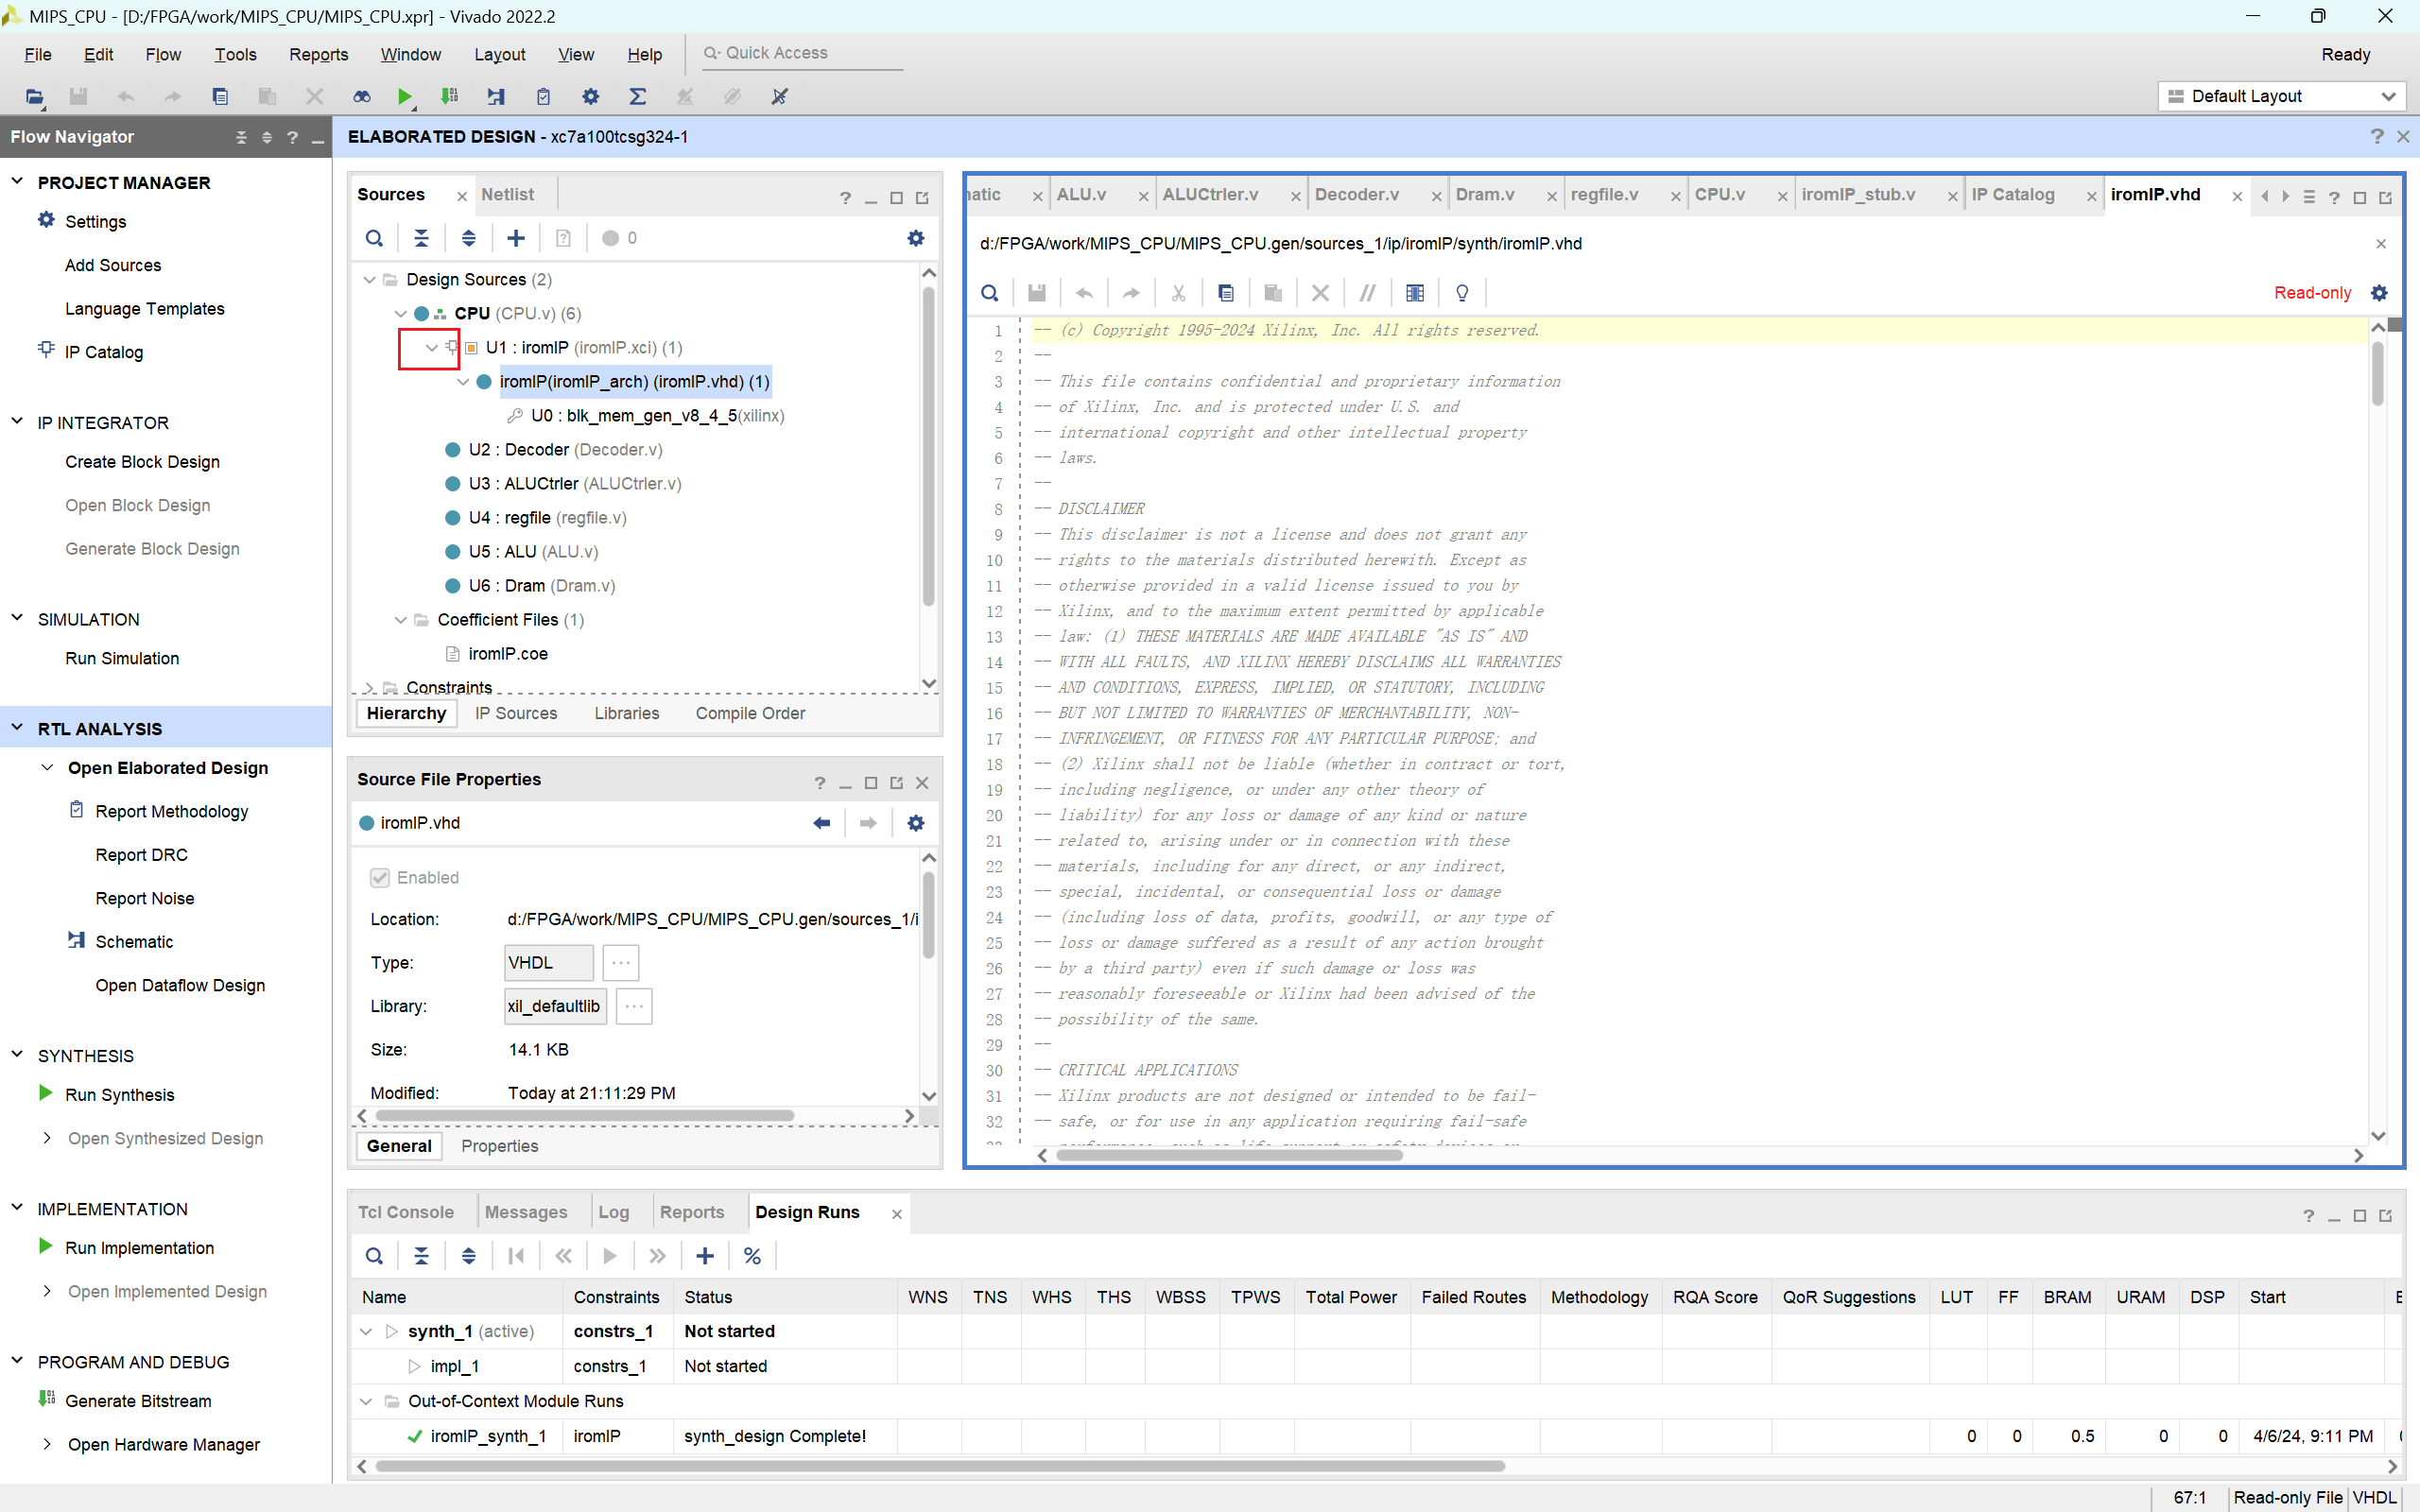 MIPS_CPU - [D:/FPGA/work/MIPS_CPU/MIPS_CPU.xpr] - Vivado 2022.2
File Edit Flow Tools Reports Window Layout View Help Quick Access Ready
Default Layout
Flow Navigator
PROJECT MANAGER
Settings
Add Sources
Language Templates
IP Catalog
IP INTEGRATOR
Create Block Design
Open Block Design
Generate Block Design
SIMULATION
Run Simulation
RTL ANALYSIS
Open Elaborated Design
Report Methodology
Report DRC
Report Noise
Schematic
Open Dataflow Design
SYNTHESIS
Run Synthesis
Open Synthesized Design
IMPLEMENTATION
Run Implementation
Open Implemented Design
PROGRAM AND DEBUG
Generate Bitstream
Open Hardware Manager
ELABORATED DESIGN - xc7a100tcsg324-1
Sources Netlist
0
Design Sources (2)
CPU (CPU.v) (6)
U1 : iromIP (iromIP.xci) (1)
iromIP(iromIP_arch) (iromIP.vhd) (1)
U0 : blk_mem_gen_v8_4_5(xilinx)
U2 : Decoder (Decoder.v)
U3 : ALUCtrler (ALUCtrler.v)
U4 : regfile (regfile.v)
U5 : ALU (ALU.v)
U6 : Dram (Dram.v)
Coefficient Files (1)
iromIP.coe
Constraints
Hierarchy IP Sources Libraries Compile Order
Source File Properties
iromIP.vhd
Enabled
Location: d:/FPGA/work/MIPS_CPU/MIPS_CPU.gen/sources_1/i
Type: VHDL ...
Library: xil_defaultlib ...
Size: 14.1 KB
Modified: Today at 21:11:29 PM
General Properties
natic ALU.v ALUCtrler.v Decoder.v Dram.v regfile.v CPU.v iromIP_stub.v IP Catalog iromIP.vhd
d:/FPGA/work/MIPS_CPU/MIPS_CPU.gen/sources_1/ip/iromIP/synth/iromIP.vhd
Read-only
1 -- (c) Copyright 1995-2024 Xilinx, Inc. All rights reserved.
2 --
3 -- This file contains confidential and proprietary information
4 -- of Xilinx, Inc. and is protected under U.S. and
5 -- international copyright and other intellectual property
6 -- laws.
7 --
8 -- DISCLAIMER
9 -- This disclaimer is not a license and does not grant any
10 -- rights to the materials distributed herewith. Except as
11 -- otherwise provided in a valid license issued to you by
12 -- Xilinx, and to the maximum extent permitted by applicable
13 -- law: (1) THESE MATERIALS ARE MADE AVAILABLE "AS IS" AND
14 -- WITH ALL FAULTS, AND XILINX HEREBY DISCLAIMS ALL WARRANTIES
15 -- AND CONDITIONS, EXPRESS, IMPLIED, OR STATUTORY, INCLUDING
16 -- BUT NOT LIMITED TO WARRANTIES OF MERCHANTABILITY, NON-
17 -- INFRINGEMENT, OR FITNESS FOR ANY PARTICULAR PURPOSE; and
18 -- (2) Xilinx shall not be liable (whether in contract or tort,
19 -- including negligence, or under any other theory of
20 -- liability) for any loss or damage of any kind or nature
21 -- related to, arising under or in connection with these
22 -- materials, including for any direct, or any indirect,
23 -- special, incidental, or consequential loss or damage
24 -- (including loss of data, profits, goodwill, or any type of
25 -- loss or damage suffered as a result of any action brought
26 -- by a third party) even if such damage or loss was
27 -- reasonably foreseeable or Xilinx had been advised of the
28 -- possibility of the same.
29 --
30 -- CRITICAL APPLICATIONS
31 -- Xilinx products are not designed or intended to be fail-
32 -- safe, or for use in any application requiring fail-safe
Tcl Console Messages Log Reports Design Runs
Name Constraints Status WNS TNS WHS THS WBSS TPWS Total Power Failed Routes Methodology RQA Score QoR Suggestions LUT FF BRAM URAM DSP Start
synth_1 (active) constrs_1 Not started
impl_1 constrs_1 Not started
Out-of-Context Module Runs
iromIP_synth_1 iromIP synth_design Complete! 0 0 0.5 0 0 4/6/24, 9:11 PM
67:1 Read-only File VHDL